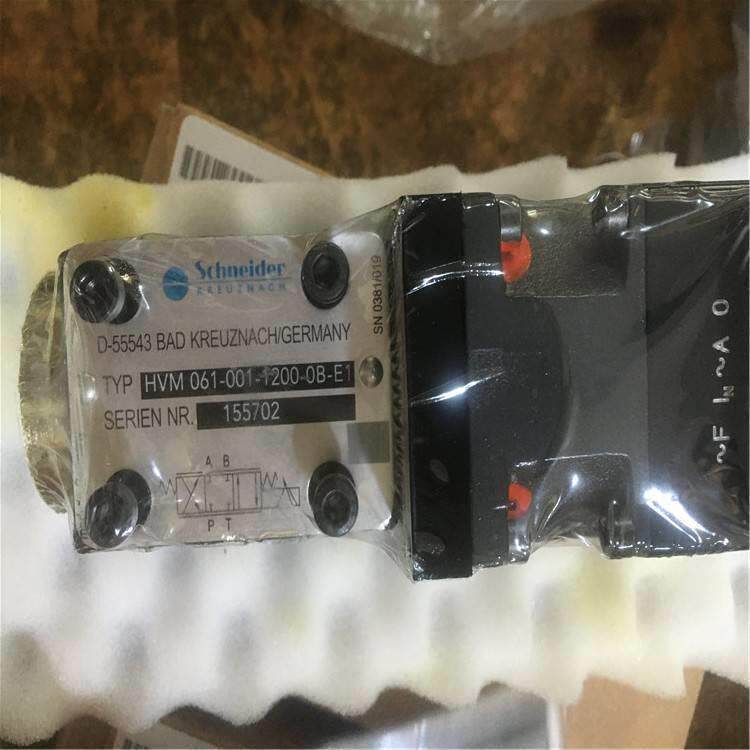 Schneider
KREUZNACH
D-55543 BAD KREUZNACH/GERMANY
TYP HVM 061-001-1200-0B-E1
SERIEN NR. 155702
SN 0381/019
A B
P T
~F I_N ~A O